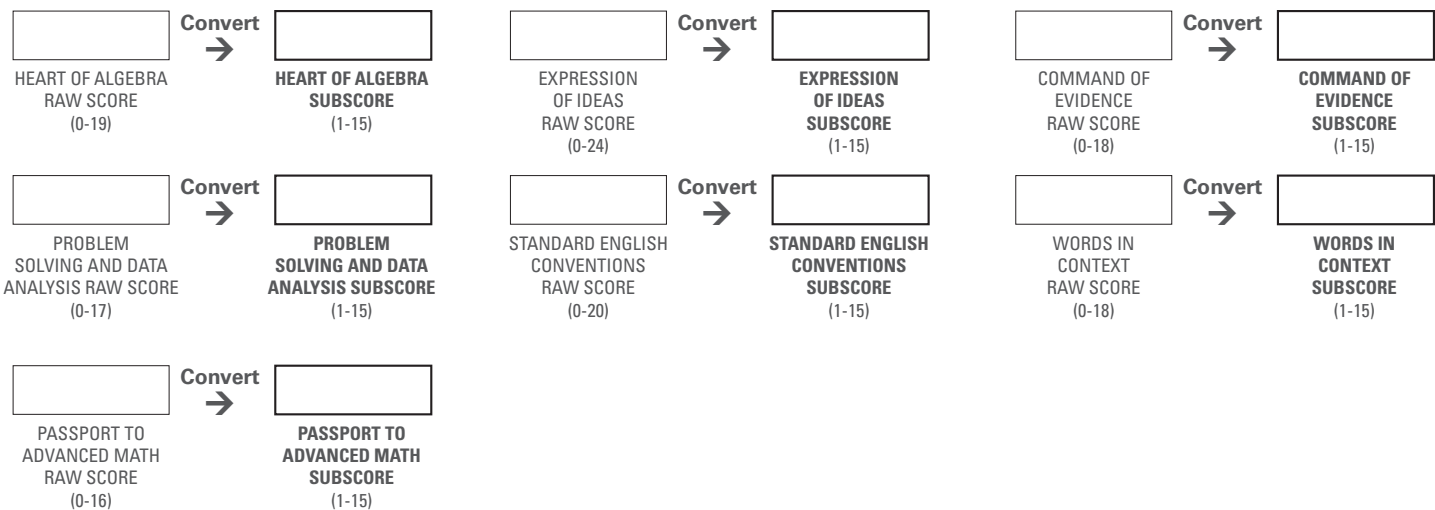 Convert
→
HEART OF ALGEBRA
RAW SCORE
(0-19)
HEART OF ALGEBRA
SUBSCORE
(1-15)
Convert
→
EXPRESSION
OF IDEAS
RAW SCORE
(0-24)
EXPRESSION
OF IDEAS
SUBSCORE
(1-15)
Convert
→
COMMAND OF
EVIDENCE
RAW SCORE
(0-18)
COMMAND OF
EVIDENCE
SUBSCORE
(1-15)
Convert
→
PROBLEM
SOLVING AND DATA
ANALYSIS RAW SCORE
(0-17)
PROBLEM
SOLVING AND DATA
ANALYSIS SUBSCORE
(1-15)
Convert
→
STANDARD ENGLISH
CONVENTIONS
RAW SCORE
(0-20)
STANDARD ENGLISH
CONVENTIONS
SUBSCORE
(1-15)
Convert
→
WORDS IN
CONTEXT
RAW SCORE
(0-18)
WORDS IN
CONTEXT
SUBSCORE
(1-15)
Convert
→
PASSPORT TO
ADVANCED MATH
RAW SCORE
(0-16)
PASSPORT TO
ADVANCED MATH
SUBSCORE
(1-15)